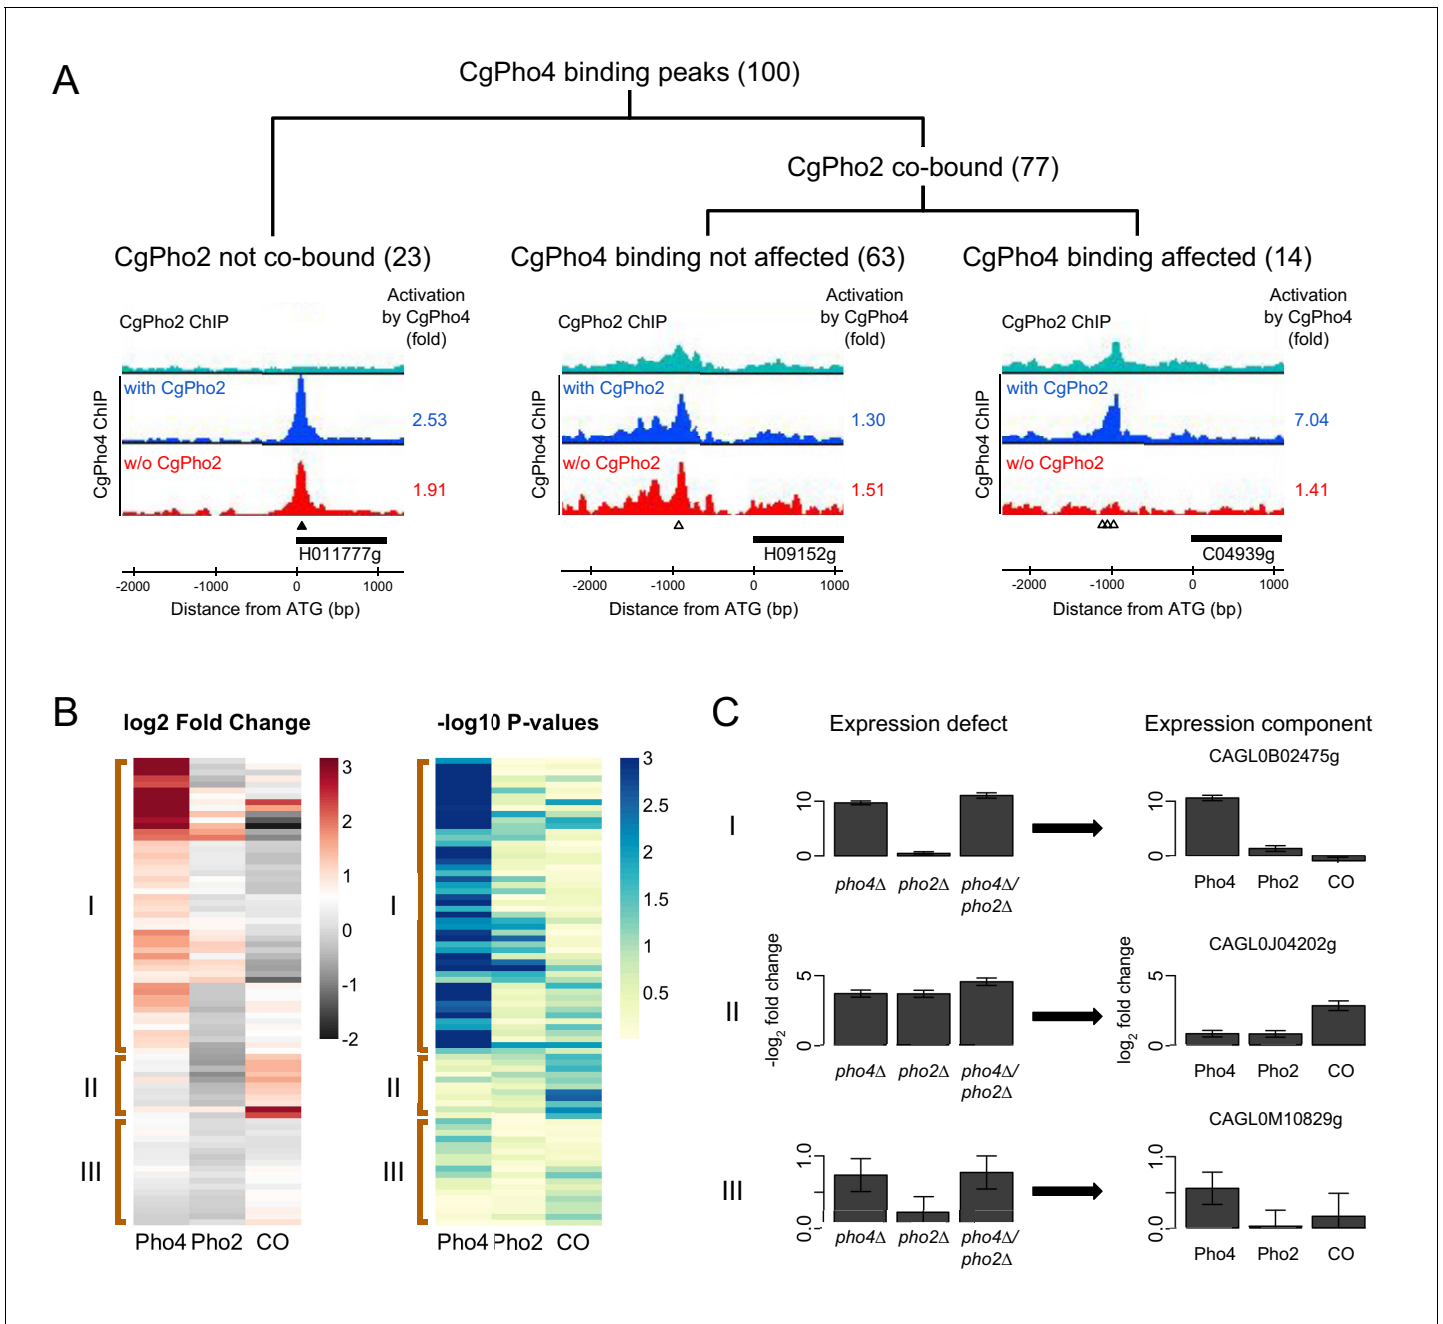 A
CgPho4 binding peaks (100)
CgPho2 co-bound (77)
CgPho2 not co-bound (23)
CgPho4 binding not affected (63)
CgPho4 binding affected (14)
CgPho2 ChIP
Activation
by CgPho4
(fold)
with CgPho2
2.53
w/o CgPho2
1.91
CgPho4 ChIP
H011777g
-2000 -1000 0 1000
Distance from ATG (bp)
CgPho2 ChIP
Activation
by CgPho4
(fold)
with CgPho2
1.30
w/o CgPho2
1.51
CgPho4 ChIP
H09152g
-2000 -1000 0 1000
Distance from ATG (bp)
CgPho2 ChIP
Activation
by CgPho4
(fold)
with CgPho2
7.04
w/o CgPho2
1.41
CgPho4 ChIP
C04939g
-2000 -1000 0 1000
Distance from ATG (bp)
B
log2 Fold Change
3
2
1
0
-1
-2
I
II
III
Pho4 Pho2 CO
-log10 P-values
3
2.5
2
1.5
1
0.5
I
II
III
Pho4 Pho2 CO
C
Expression defect
Expression component
CAGL0B02475g
I
10
0
pho4Δ pho2Δ pho4Δ/
pho2Δ
10
0
Pho4 Pho2 CO
CAGL0J04202g
II
-log2 fold change
5
0
pho4Δ pho2Δ pho4Δ/
pho2Δ
log2 fold change
5
0
Pho4 Pho2 CO
CAGL0M10829g
III
1.0
0.0
pho4Δ pho2Δ pho4Δ/
pho2Δ
1.0
0.0
Pho4 Pho2 CO